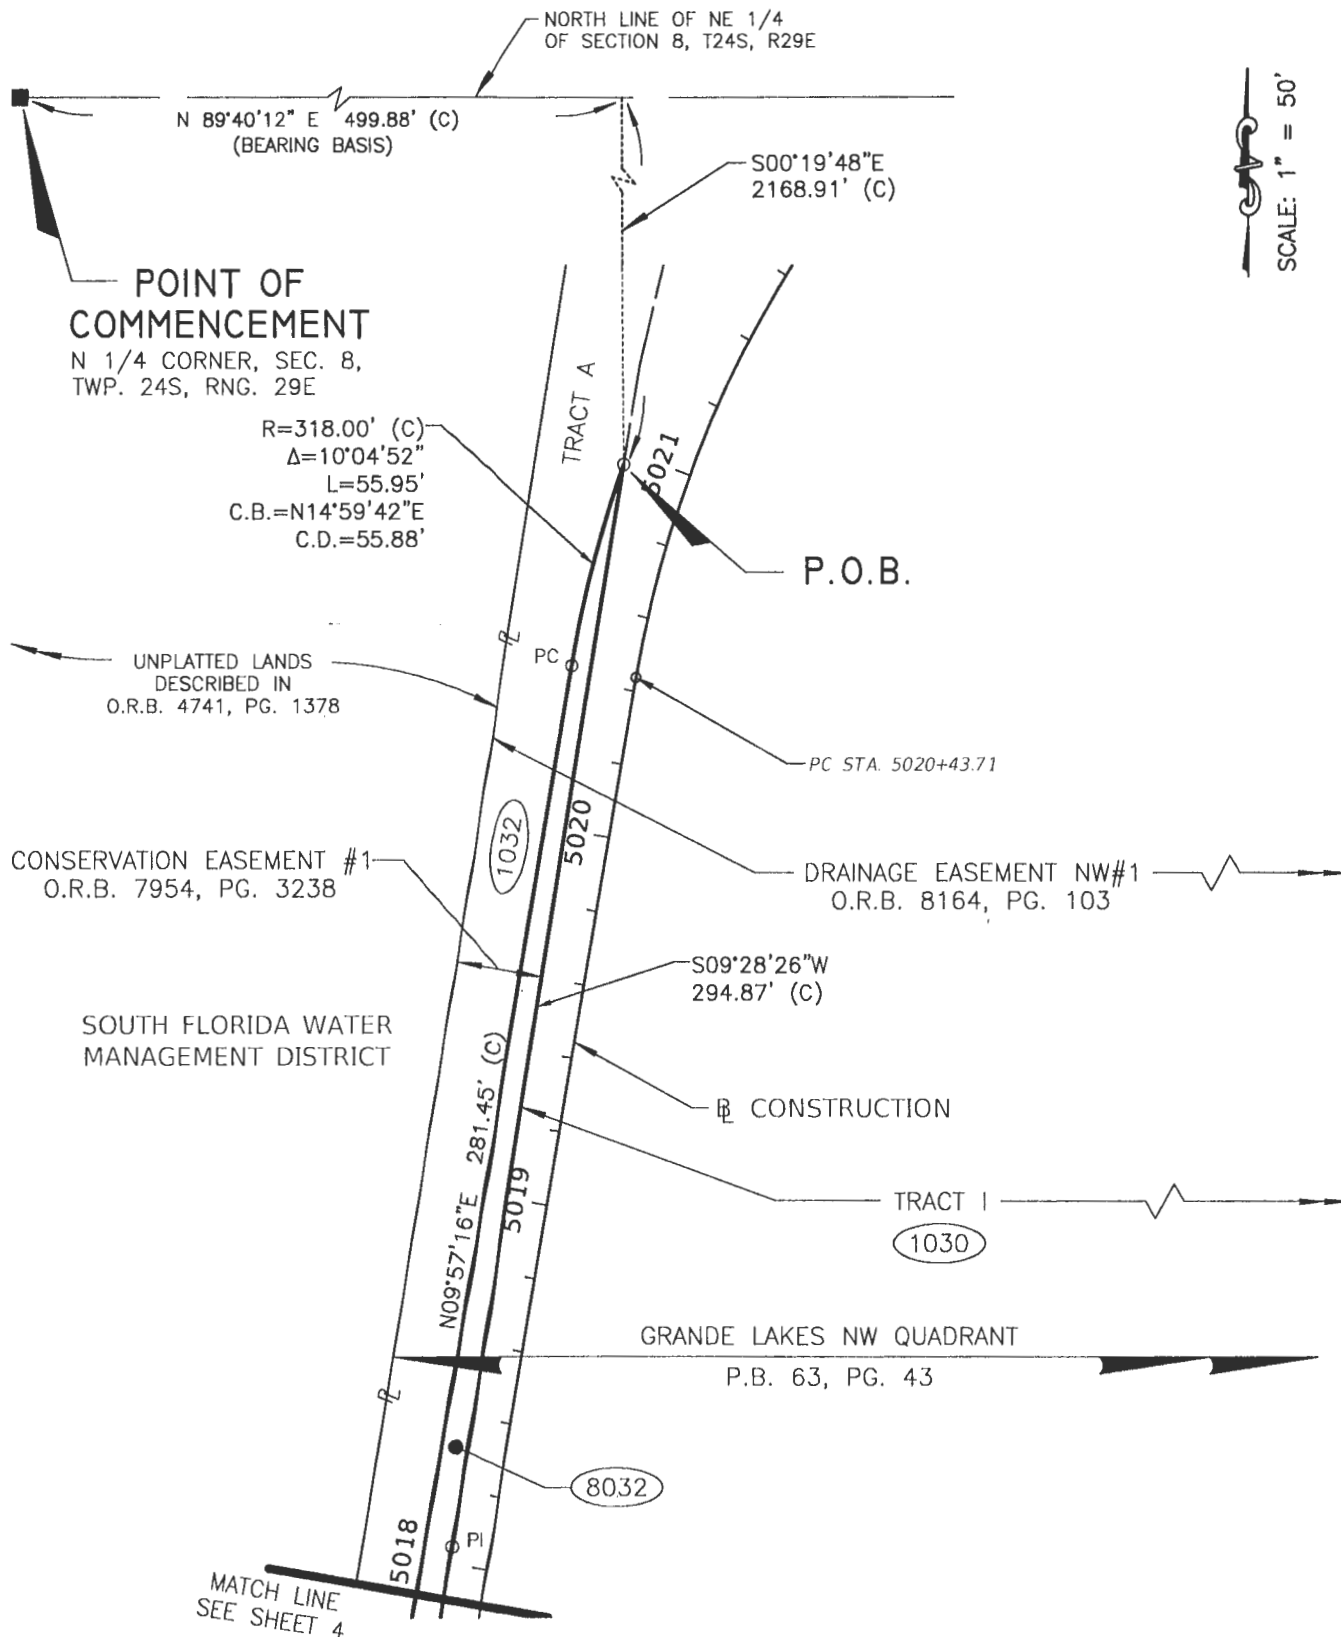 NORTH LINE OF NE 1/4
OF SECTION 8, T24S, R29E
N 89°40'12" E 499.88' (C)
(BEARING BASIS)
S00°19'48"E
2168.91' (C)
SCALE: 1" = 50'
POINT OF
COMMENCEMENT
N 1/4 CORNER, SEC. 8,
TWP. 24S, RNG. 29E
TRACT A
R=318.00' (C)
Δ=10°04'52"
L=55.95'
C.B.=N14°59'42"E
C.D.=55.88'
5021
P.O.B.
PL
PC
UNPLATTED LANDS
DESCRIBED IN
O.R.B. 4741, PG. 1378
PC STA. 5020+43.71
1032
5020
CONSERVATION EASEMENT #1
O.R.B. 7954, PG. 3238
DRAINAGE EASEMENT NW#1
O.R.B. 8164, PG. 103
S09°28'26"W
294.87' (C)
SOUTH FLORIDA WATER
MANAGEMENT DISTRICT
N09°57'16"E 281.45' (C)
BL CONSTRUCTION
5019
TRACT I
1030
GRANDE LAKES NW QUADRANT
P.B. 63, PG. 43
PL
8032
5018
PI
MATCH LINE
SEE SHEET 4